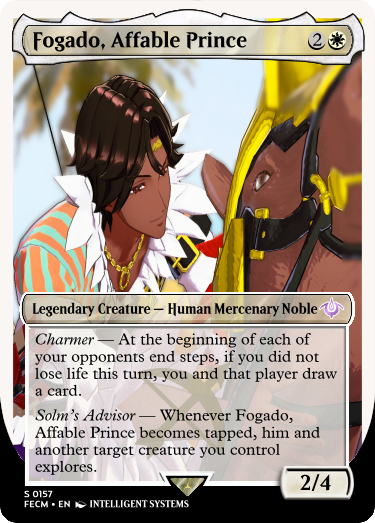 Fogado, Affable Prince 2
Legendary Creature — Human Mercenary Noble
Charmer — At the beginning of each of
your opponents end steps, if you did not
lose life this turn, you and that player draw
a card.
Solm's Advisor — Whenever Fogado,
Affable Prince becomes tapped, him and
another target creature you control
explores.
2/4
S 0157
FECM • EN INTELLIGENT SYSTEMS